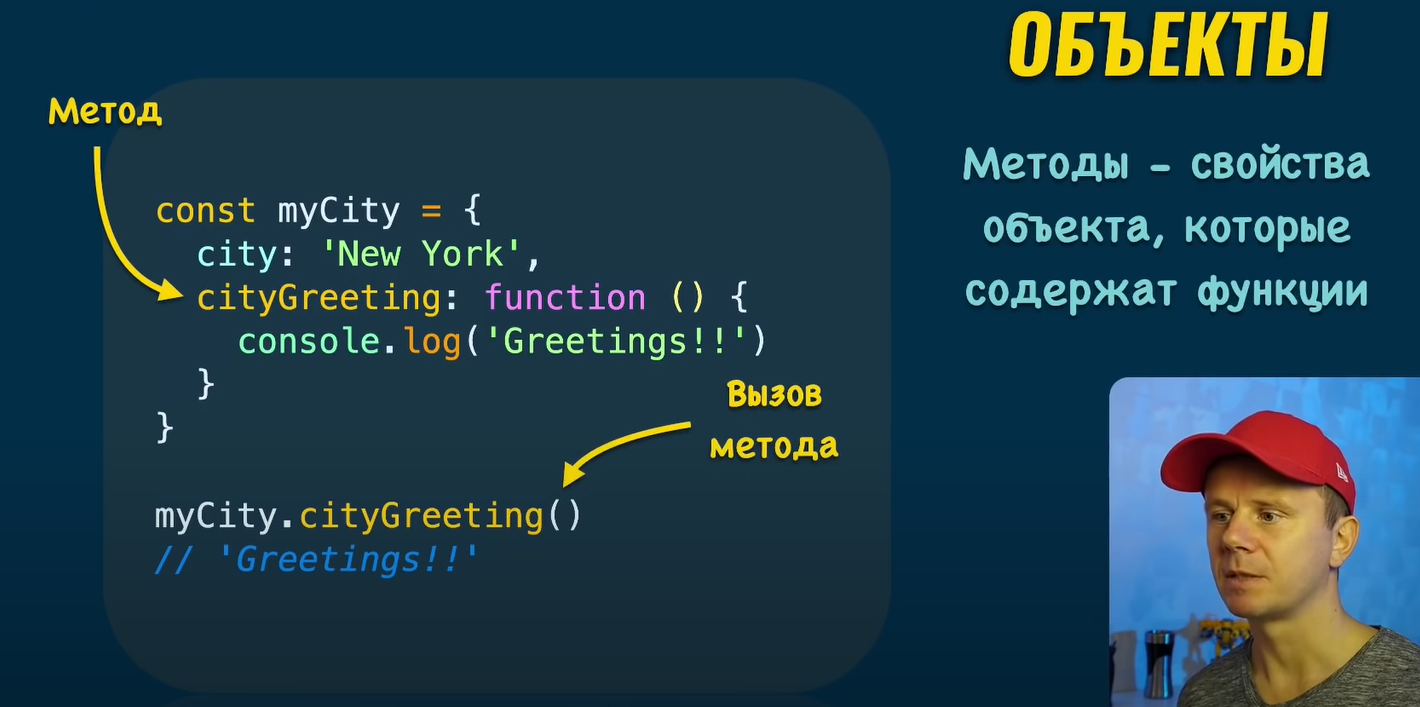 ОБЪЕКТЫ
Методы - свойства
объекта, которые
содержат функции
Метод
const myCity = {
  city: 'New York',
  cityGreeting: function () {
    console.log('Greetings!!')
  }
}
Вызов
метода
myCity.cityGreeting()
// 'Greetings!!'